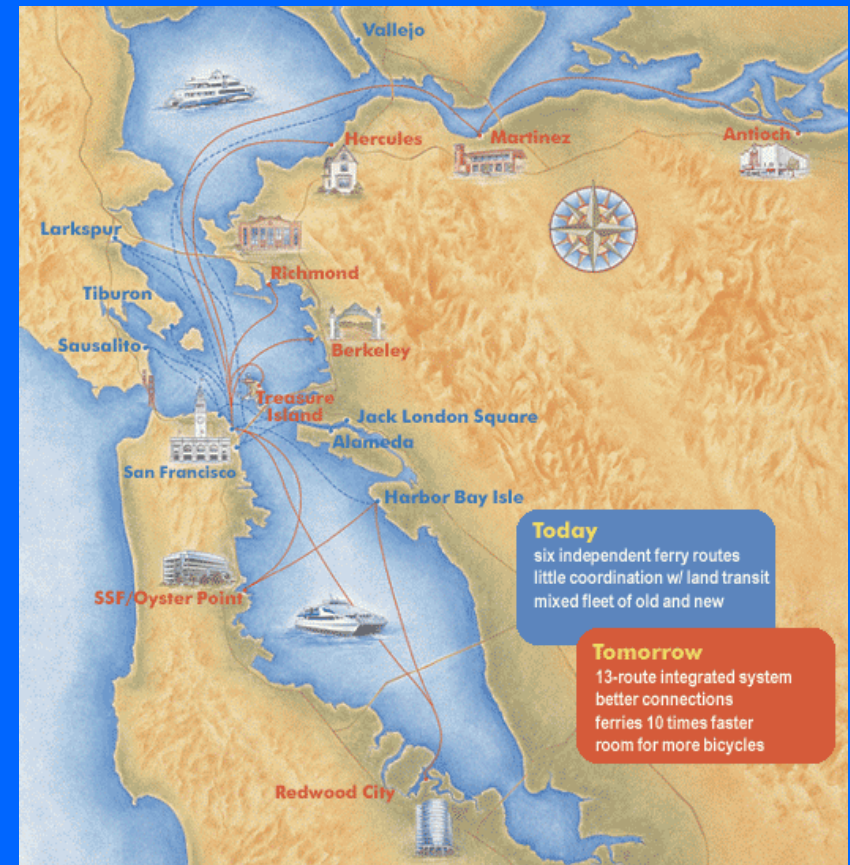 Vallejo
Hercules
Martinez
Antioch
Larkspur
Richmond
Tiburon
Sausalito
Berkeley
Treasure
Island
Jack London Square
Alameda
San Francisco
Harbor Bay Isle
Today
six independent ferry routes
little coordination w/ land transit
mixed fleet of old and new
SSF/Oyster Point
Tomorrow
13-route integrated system
better connections
ferries 10 times faster
room for more bicycles
Redwood City